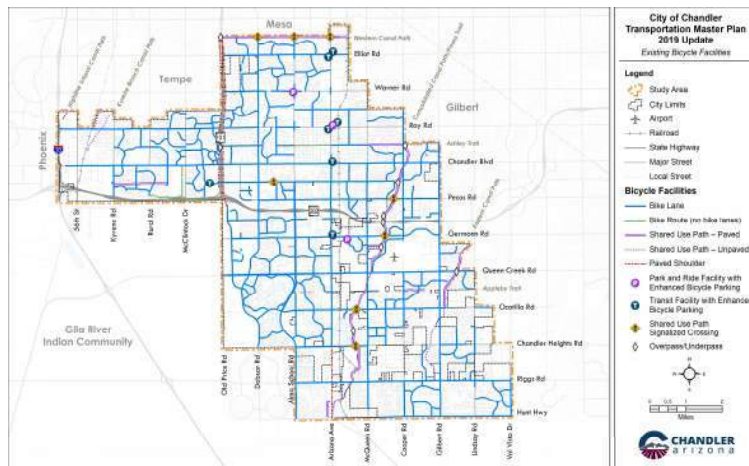 Mesa
Western Canal Path
Elliot Rd
Tempe
Warner Rd
Gilbert
Ray Rd
Ashley Trail
Phoenix
Chandler Blvd
Pecos Rd
Germann Rd
56th St
Kyrene Rd
Rural Rd
McClintock Dr
Queen Creek Rd
Appleby Trail
Ocotillo Rd
Gila River
Indian Community
Chandler Heights Rd
Old Price Rd
Dobson Rd
Alma School Rd
Riggs Rd
Hunt Hwy
Arizona Ave
McQueen Rd
Cooper Rd
Gilbert Rd
Lindsay Rd
Val Vista Dr
City of Chandler
Transportation Master Plan
2019 Update
Existing Bicycle Facilities
Legend
Study Area
City Limits
Airport
Railroad
State Highway
Major Street
Local Street
Bicycle Facilities
Bike Lane
Bike Route (no bike lanes)
Shared Use Path – Paved
Shared Use Path – Unpaved
Paved Shoulder
Park and Ride Facility with
Enhanced Bicycle Parking
Transit Facility with Enhance
Bicycle Parking
Shared Use Path
Signalized Crossing
Overpass/Underpass
0 0.5 1 2
Miles
CHANDLER
arizona